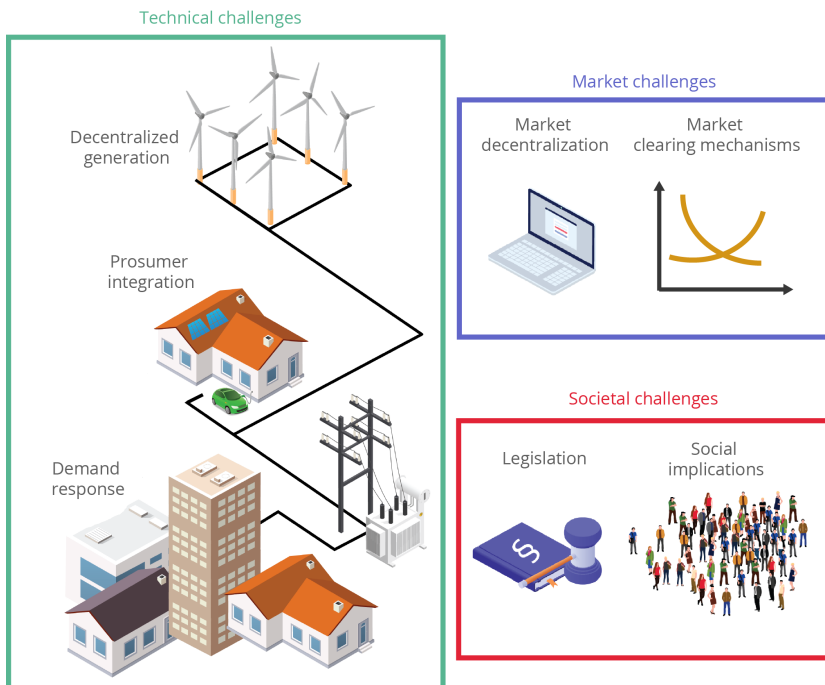 Technical challenges
Decentralized
generation
Prosumer
integration
Demand
response
Market challenges
Market
decentralization
Market
clearing mechanisms
Societal challenges
Legislation
§
Social
implications